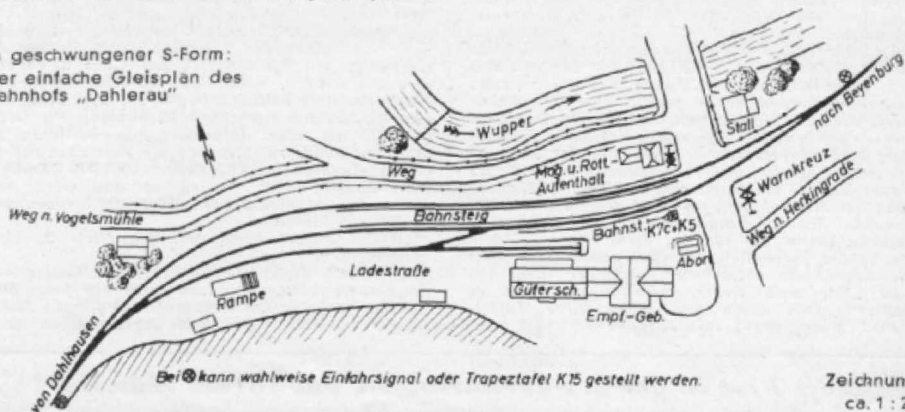 geschwungener S-Form:
er einfache Gleisplan des
ahnhofs „Dahlerau"
nach Beyenburg
Stall
Wupper
N
Weg
Mag. u. Rott.-
Aufenthalt
Warnkreuz
Weg n. Herkingrade
Weg n. Vogelsmühle
Bahnsteig
Bahnst.
K7c+K5
Abort
Ladestraße
Rampe
Gütersch.
Empf.-Geb.
von Dahlhausen
Bei ⊗ kann wahlweise Einfahrsignal oder Trapeztafel K15 gestellt werden.
Zeichnun
ca. 1 : 2